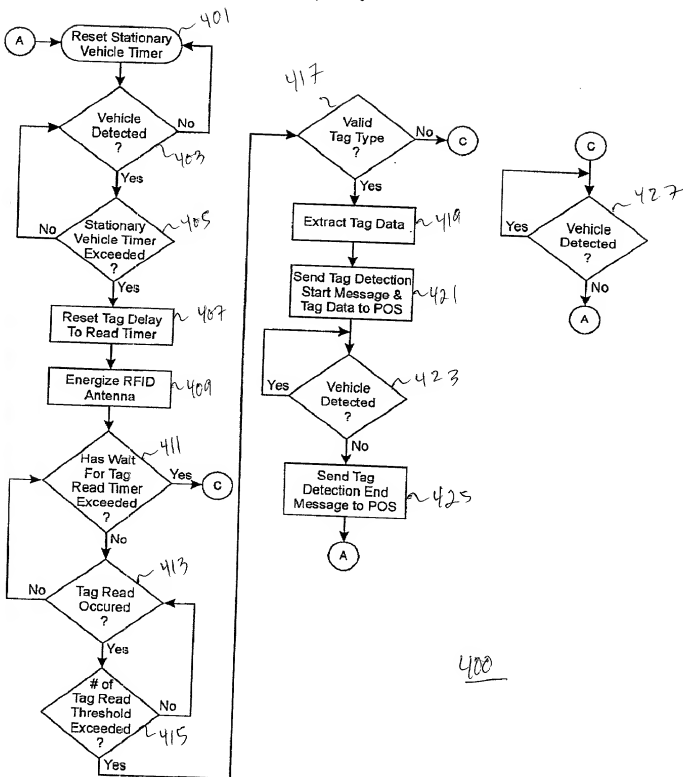 401
A
Reset Stationary
Vehicle Timer
Vehicle
Detected
?
No
403
Yes
Stationary
Vehicle Timer
Exceeded
?
No
405
Yes
Reset Tag Delay
To Read Timer
407
Energize RFID
Antenna
409
411
Has Wait
For Tag
Read Timer
Exceeded
?
Yes
C
No
413
Tag Read
Occured
?
No
Yes
# of
Tag Read
Threshold
Exceeded
?
No
415
Yes
417
Valid
Tag Type
?
No
C
Yes
Extract Tag Data
419
Send Tag Detection
Start Message &
Tag Data to POS
421
Vehicle
Detected
?
Yes
423
No
Send Tag
Detection End
Message to POS
425
A
C
427
Vehicle
Detected
?
Yes
No
A
400